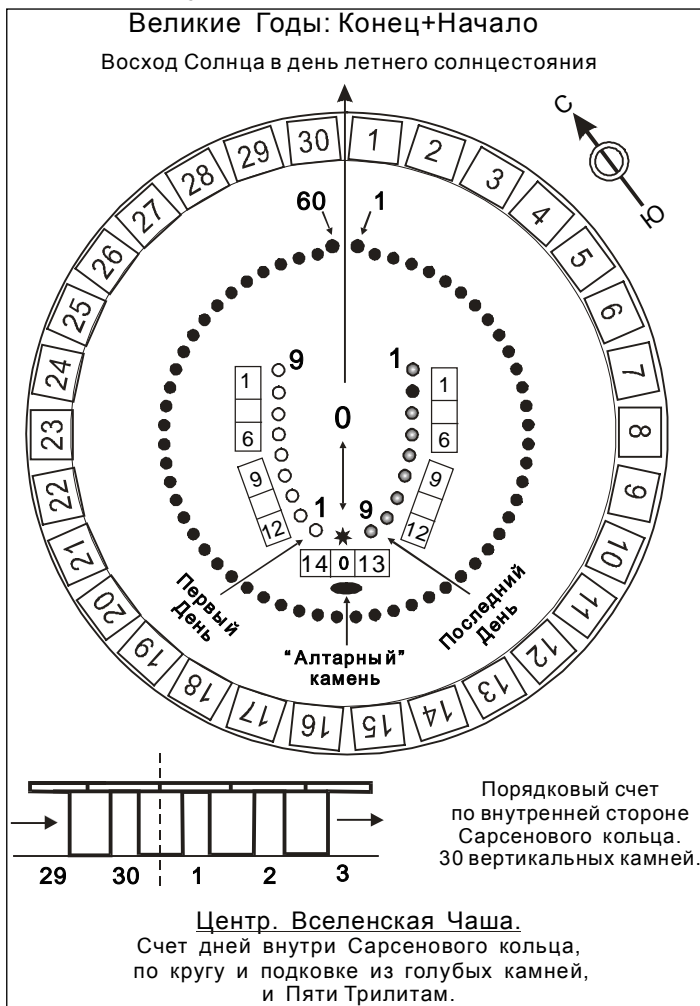 Великие Годы: Конец+Начало
Восход Солнца в день летнего солнцестояния
С
Ю
30 1 2 3 4 5 6 7 8 9 10 11 12 13 14 15 16 17 18 19 20 21 22 23 24 25 26 27 28 29
60 1
9 1
1 6 9 12
0
1 6 9 12
1 9
14 0 13
Первый
День
Последний
День
“Алтарный”
камень
29 30 1 2 3
Порядковый счет
по внутренней стороне
Сарсенового кольца.
30 вертикальных камней.
Центр. Вселенская Чаша.
Счет дней внутри Сарсенового кольца,
по кругу и подковке из голубых камней,
и Пяти Трилитам.